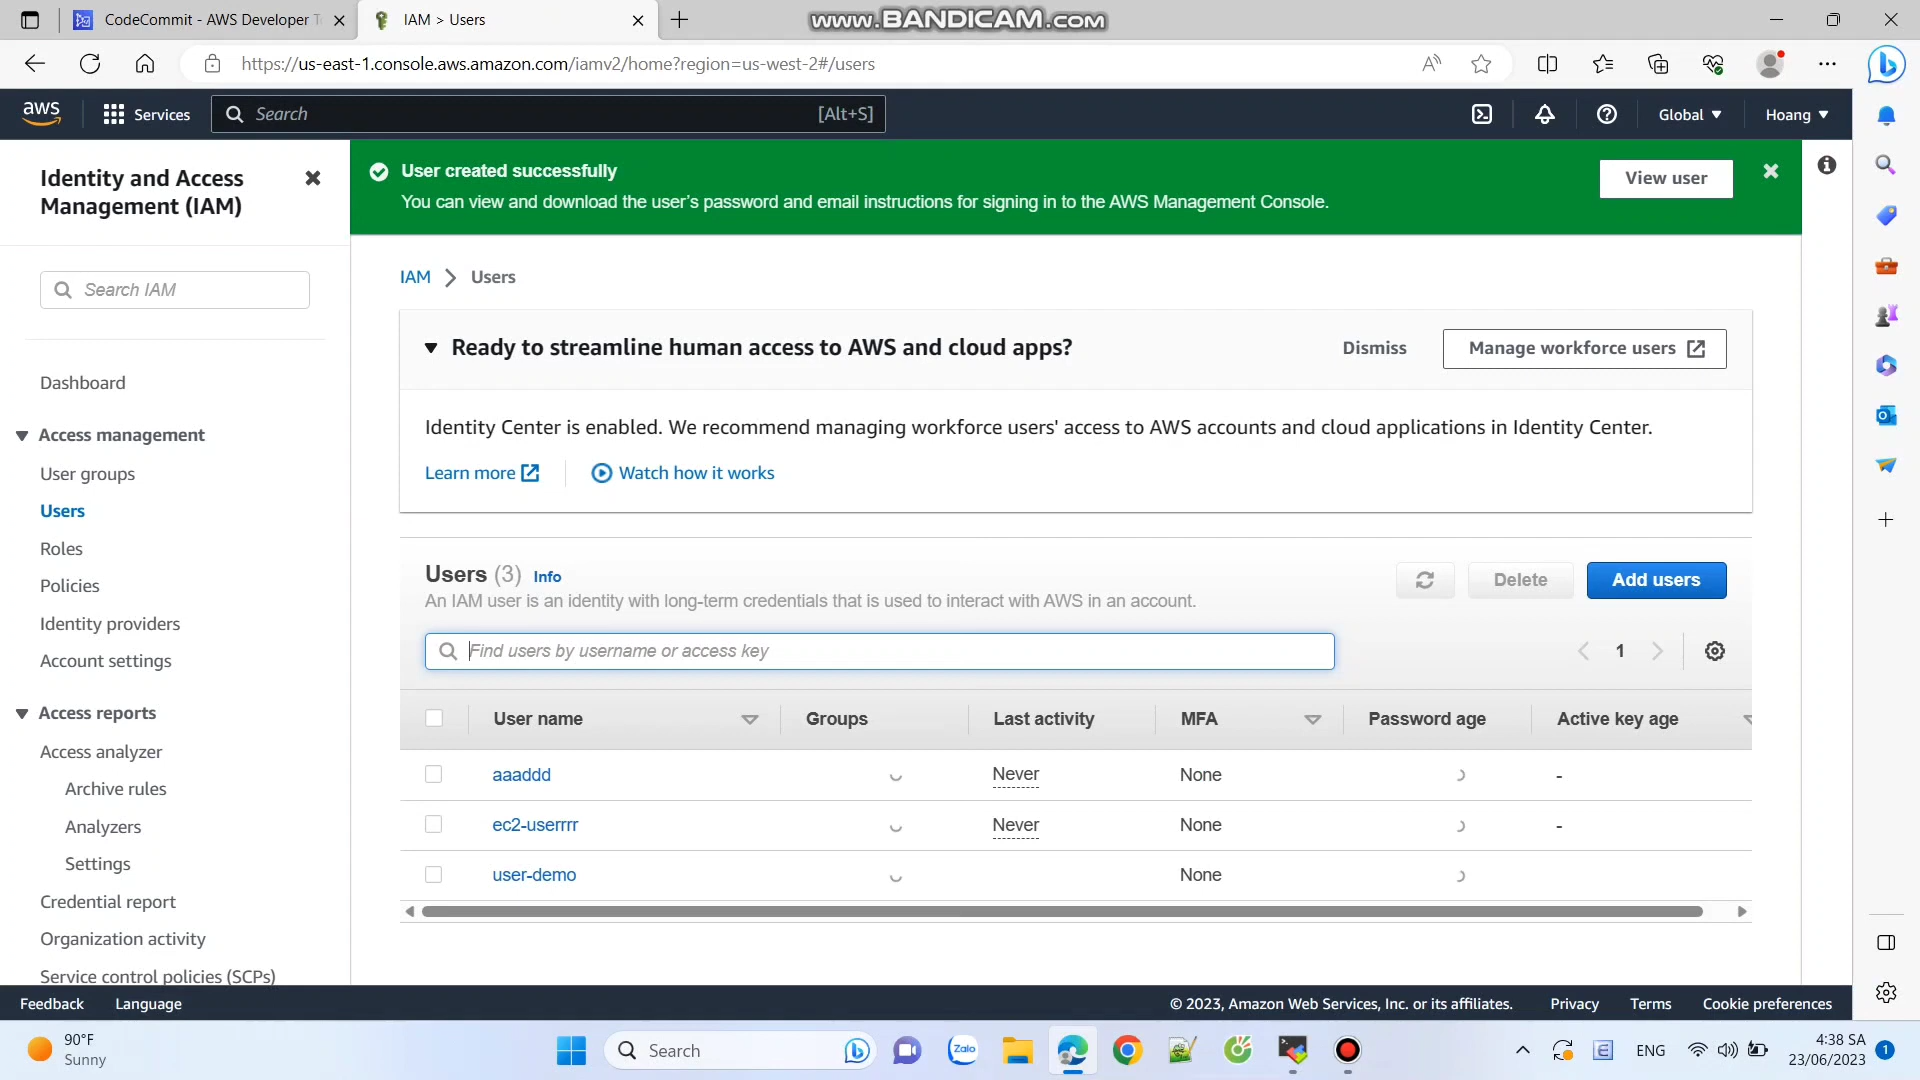 CodeCommit - AWS Developer T
IAM > Users
www.BANDICAM.com
https://us-east-1.console.aws.amazon.com/iamv2/home?region=us-west-2#/users
aws
Services
Search
[Alt+S]
Global
Hoang
Identity and Access
Management (IAM)
Search IAM
Dashboard
Access management
User groups
Users
Roles
Policies
Identity providers
Account settings
Access reports
Access analyzer
Archive rules
Analyzers
Settings
Credential report
Organization activity
Service control policies (SCPs)
User created successfully
You can view and download the user's password and email instructions for signing in to the AWS Management Console.
View user
IAM > Users
Ready to streamline human access to AWS and cloud apps?
Dismiss
Manage workforce users
Identity Center is enabled. We recommend managing workforce users' access to AWS accounts and cloud applications in Identity Center.
Learn more
Watch how it works
Users (3) Info
An IAM user is an identity with long-term credentials that is used to interact with AWS in an account.
Delete
Add users
Find users by username or access key
1
User name Groups Last activity MFA Password age Active key age
aaaddd Never None -
ec2-userrrr Never None -
user-demo None
Feedback
Language
© 2023, Amazon Web Services, Inc. or its affiliates.
Privacy
Terms
Cookie preferences
90°F
Sunny
Search
Zalo
ENG
4:38 SA
23/06/2023
1